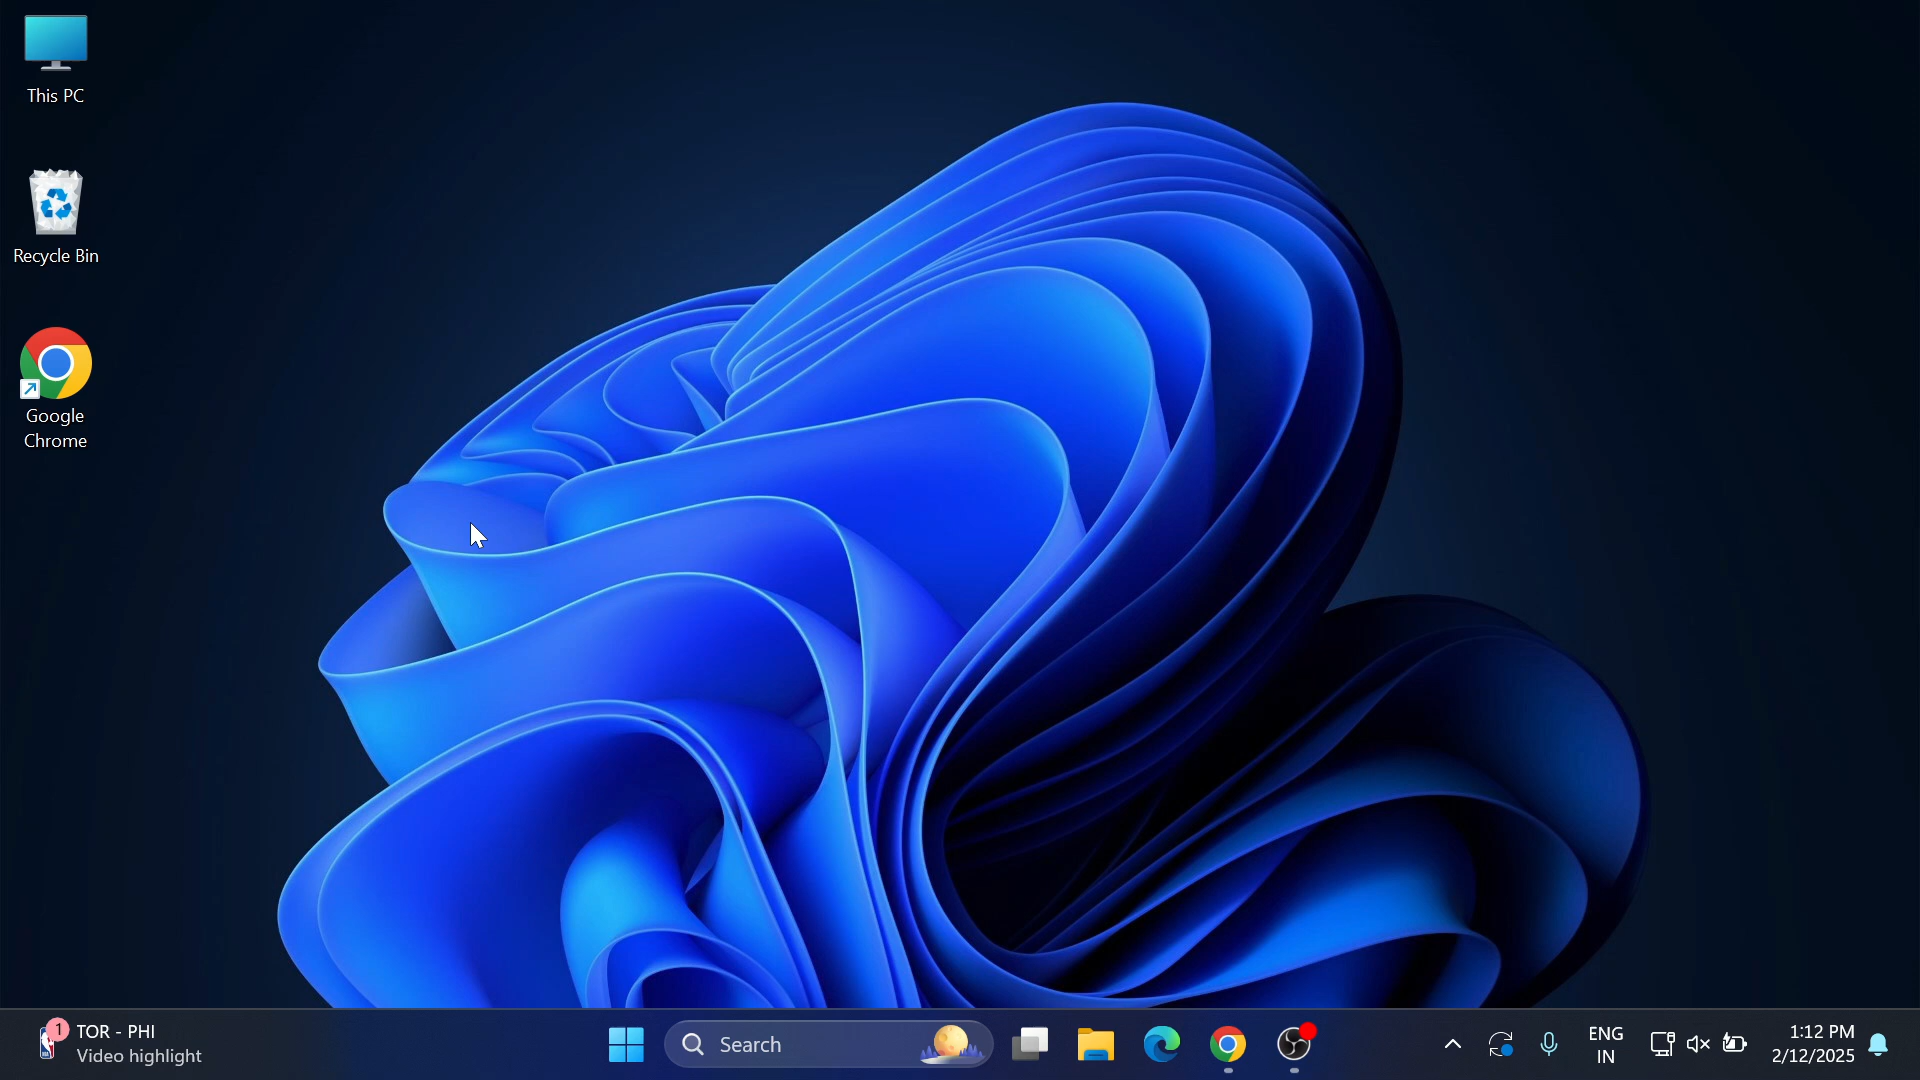 This PC
Recycle Bin
Google
Chrome
1
TOR - PHI
Video highlight
Search
ENG
IN
1:12 PM
2/12/2025